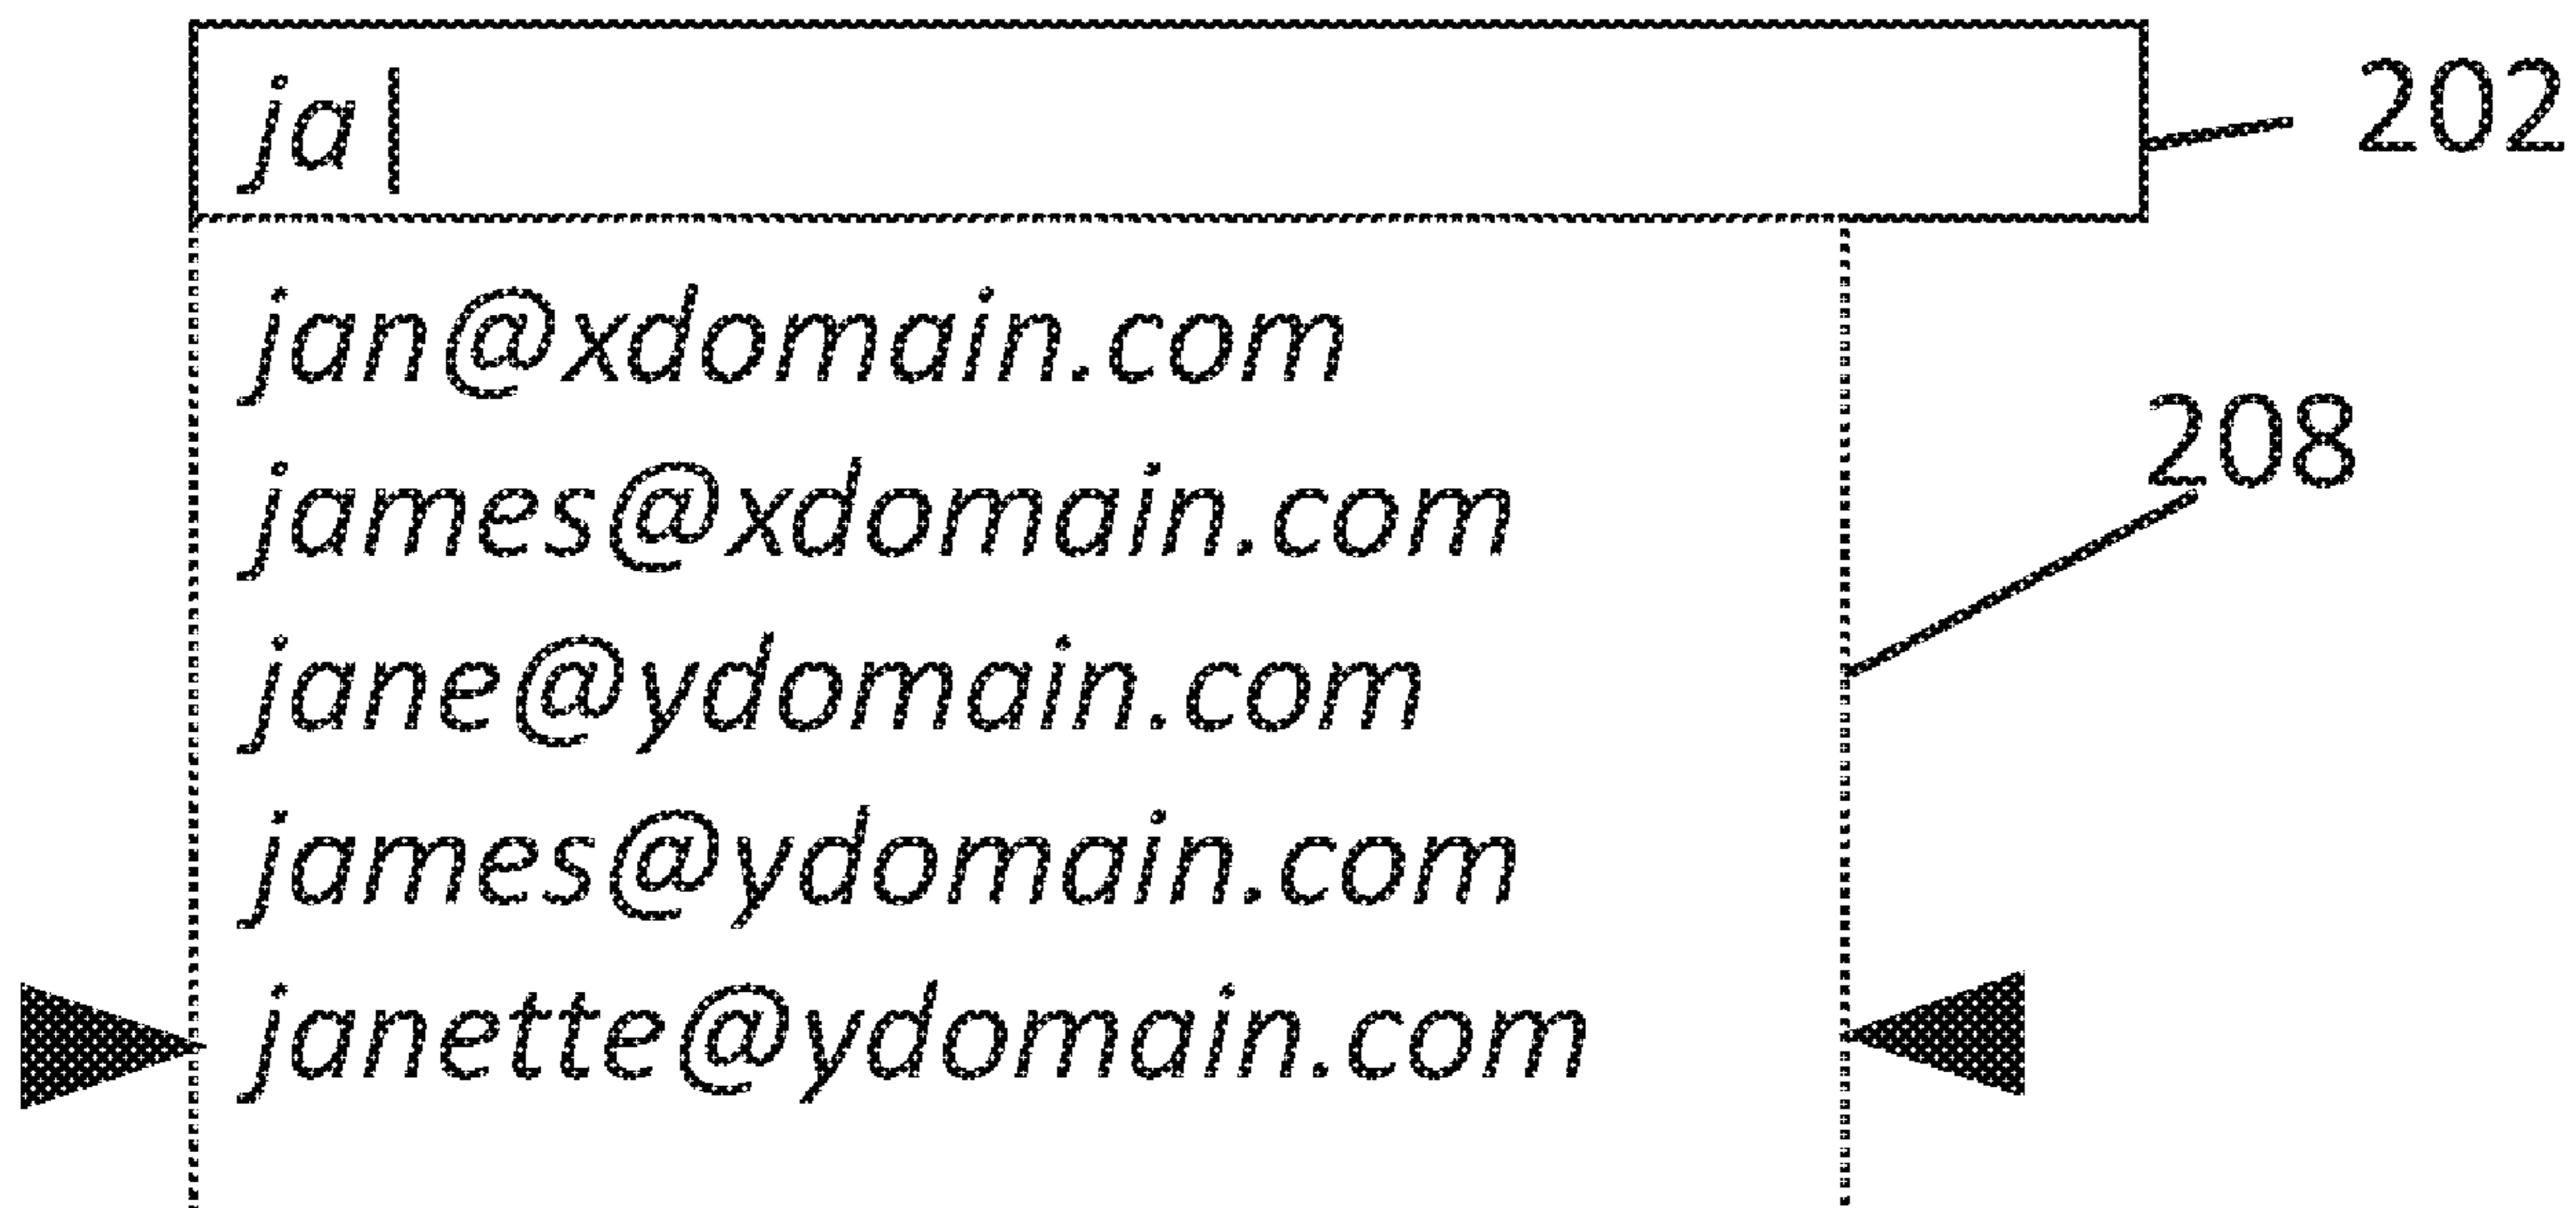 ja| 202
jan@xdomain.com
208
james@xdomain.com
jane@ydomain.com
james@ydomain.com
janette@ydomain.com